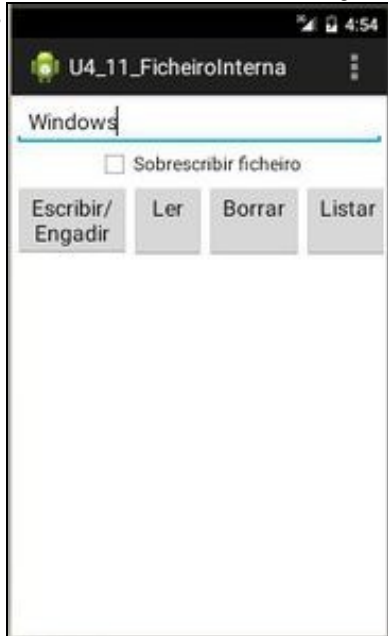 4:54
U4_11_FicheiroInterna
Windows
Sobrescribir ficheiro
Escribir/ Ler Borrar Listar
Engadir